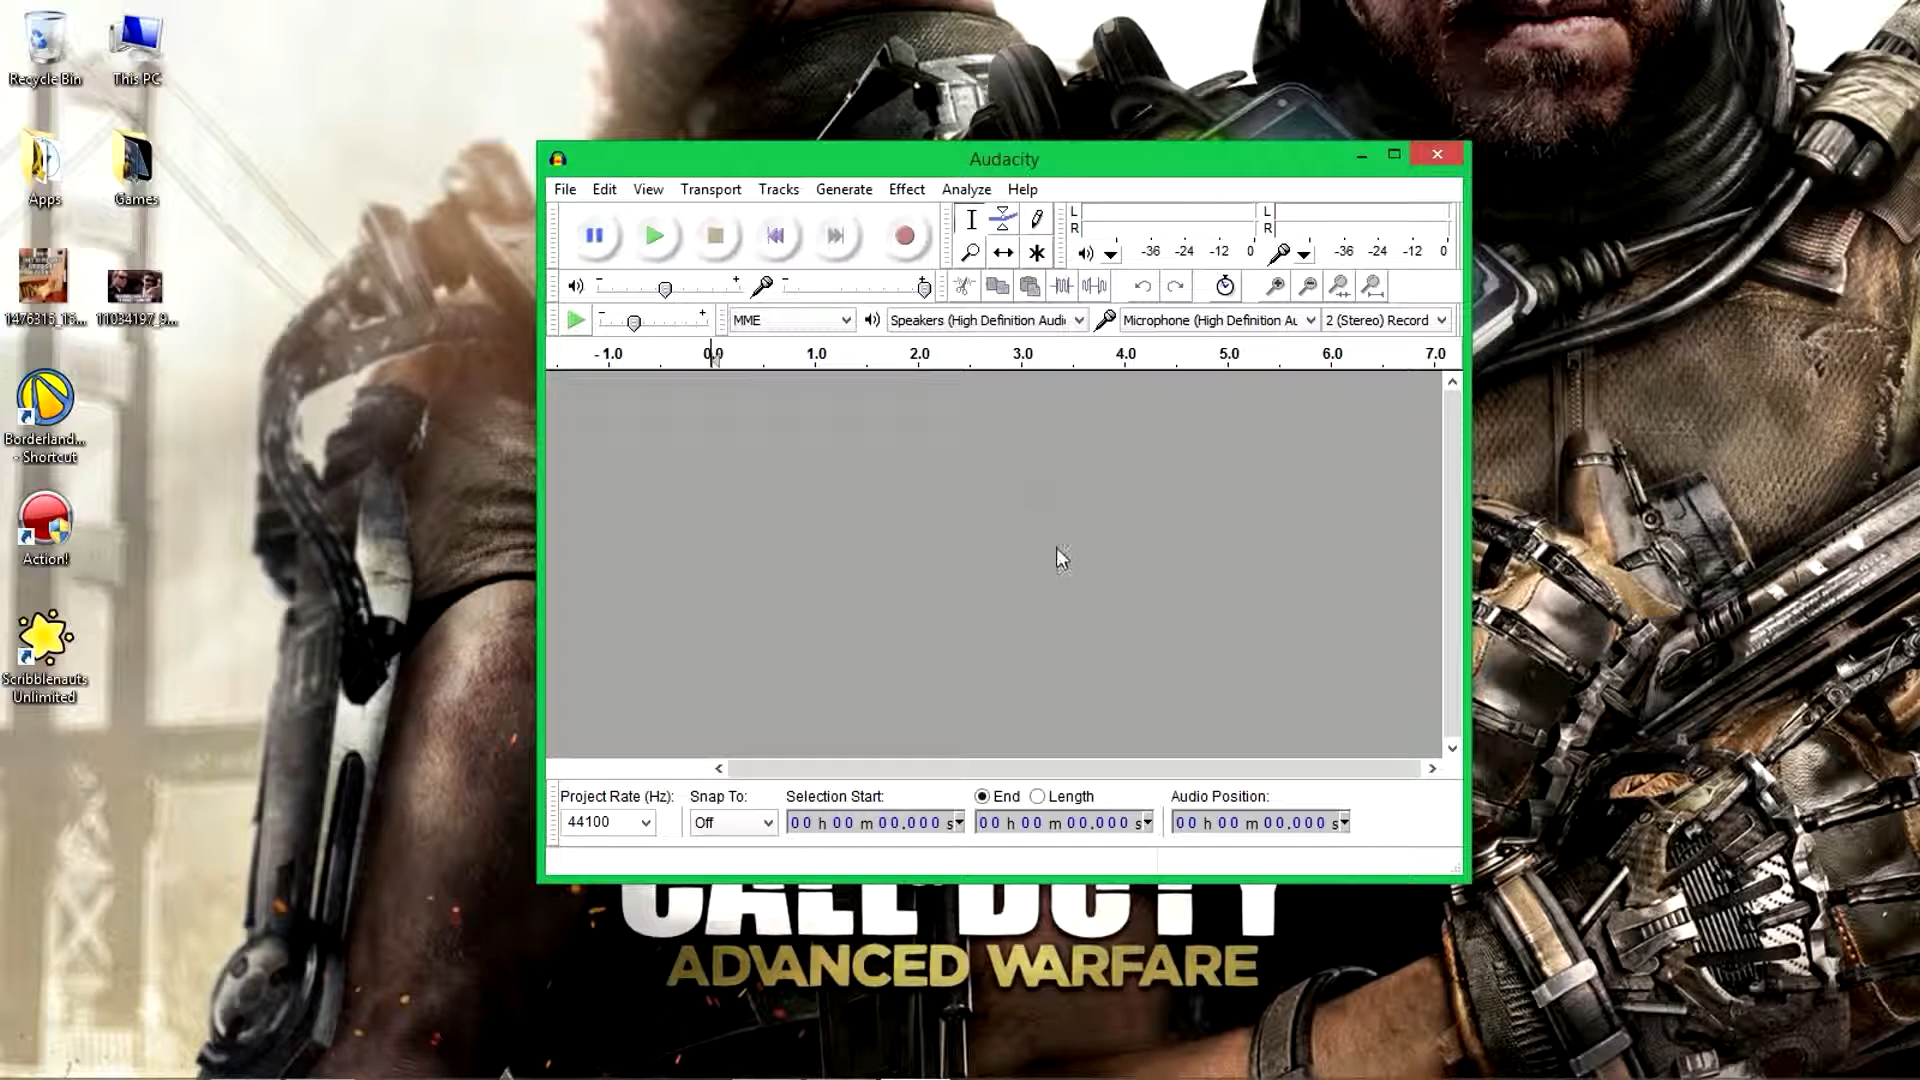 Recycle Bin
This PC
Apps
Games
1476315_15...
11034197_9...
Borderland...
- Shortcut
Action!
Scribblenauts
Unlimited
Audacity
File Edit View Transport Tracks Generate Effect Analyze Help
L
R
-36 -24 -12 0
L
R
-36 -24 -12 0
MME
Speakers (High Definition Audi
Microphone (High Definition Au
2 (Stereo) Record
- 1.0 0.0 1.0 2.0 3.0 4.0 5.0 6.0 7.0
Project Rate (Hz):
44100
Snap To:
Off
Selection Start:
00 h 00 m 00.000 s
End Length
00 h 00 m 00.000 s
Audio Position:
00 h 00 m 00.000 s
CALL DUTY
ADVANCED WARFARE